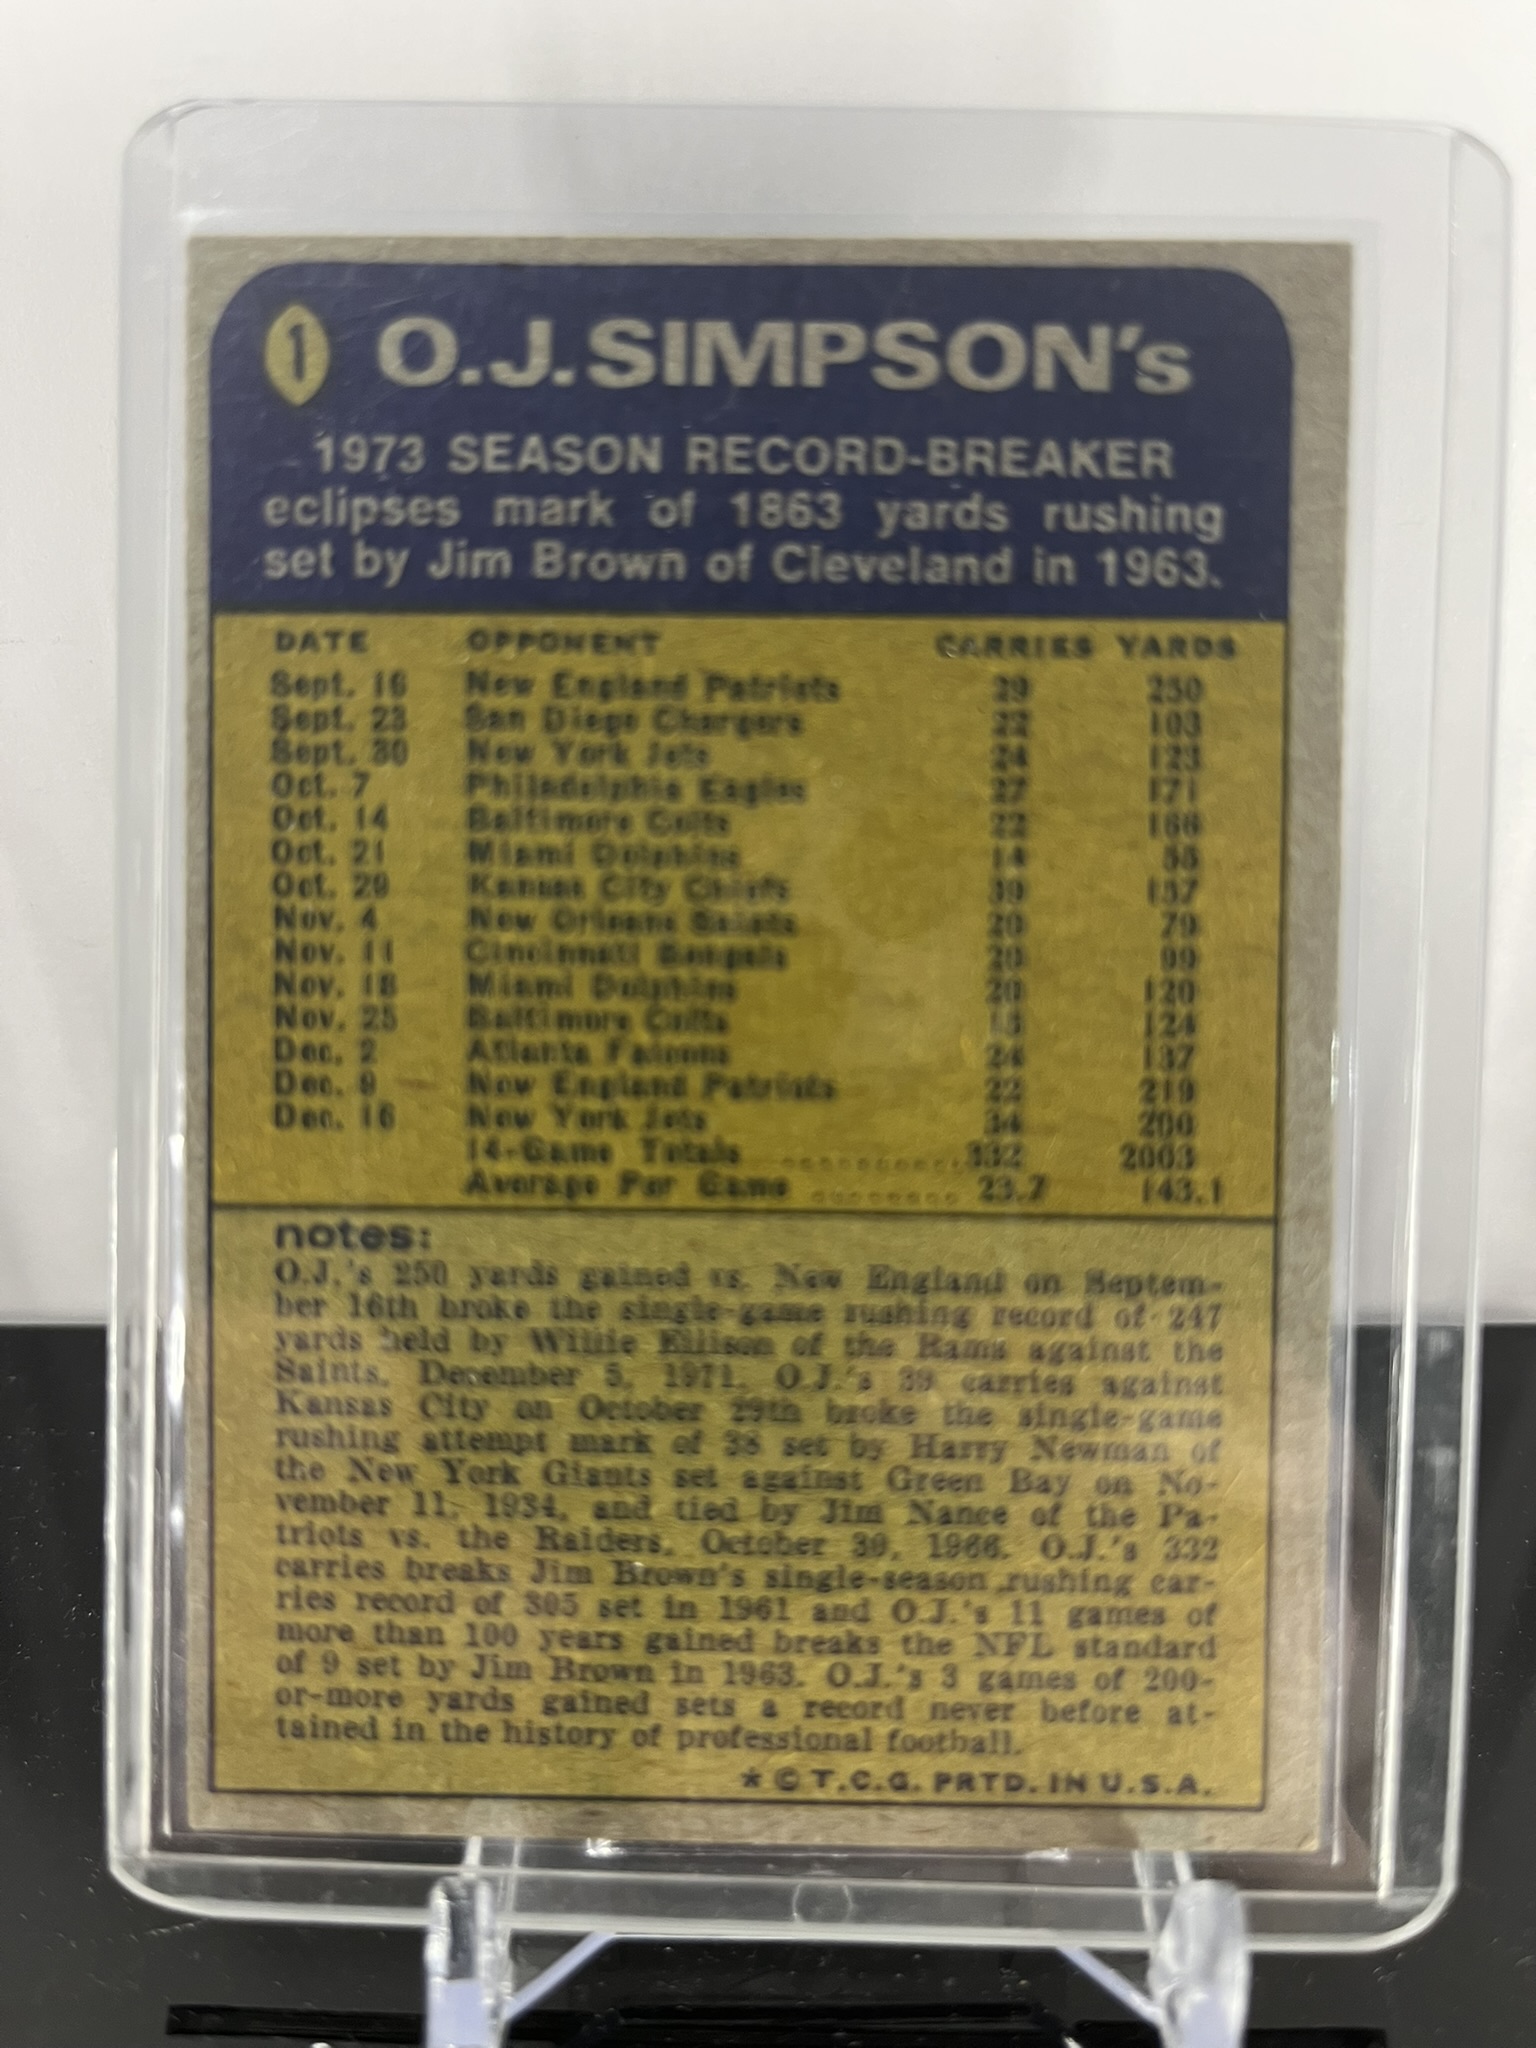 1 O.J. SIMPSON's
1973 SEASON RECORD-BREAKER
eclipses mark of 1863 yards rushing
set by Jim Brown of Cleveland in 1963.
DATE OPPONENT CARRIES YARDS
Sept. 16 New England Patriots 29 250
Sept. 23 San Diego Chargers 22 103
Sept. 30 New York Jets 24 123
Oct. 7 Philadelphia Eagles 27 171
Oct. 14 Baltimore Colts 22 166
Oct. 21 Miami Dolphins 14 55
Oct. 29 Kansas City Chiefs 39 157
Nov. 4 New Orleans Saints 20 79
Nov. 11 Cincinnati Bengals 20 99
Nov. 18 Miami Dolphins 20 120
Nov. 25 Baltimore Colts 15 124
Dec. 2 Atlanta Falcons 24 137
Dec. 9 New England Patriots 22 219
Dec. 16 New York Jets 34 200
14-Game Totals ............ 332 2003
Average Per Game ......... 23.7 143.1
notes:
O.J.'s 250 yards gained vs. New England on Septem-
ber 16th broke the single-game rushing record of 247
yards held by Willie Ellison of the Rams against the
Saints, December 5, 1971. O.J.'s 39 carries against
Kansas City on October 29th broke the single-game
rushing attempt mark of 38 set by Harry Newman of
the New York Giants set against Green Bay on No-
vember 11, 1934, and tied by Jim Nance of the Pa-
triots vs. the Raiders, October 30, 1966. O.J.'s 332
carries breaks Jim Brown's single-season rushing car-
ries record of 305 set in 1961 and O.J.'s 11 games of
more than 100 years gained breaks the NFL standard
of 9 set by Jim Brown in 1963. O.J.'s 3 games of 200-
or-more yards gained sets a record never before at-
tained in the history of professional football.
* © T.C.G. PRTD. IN U.S.A.